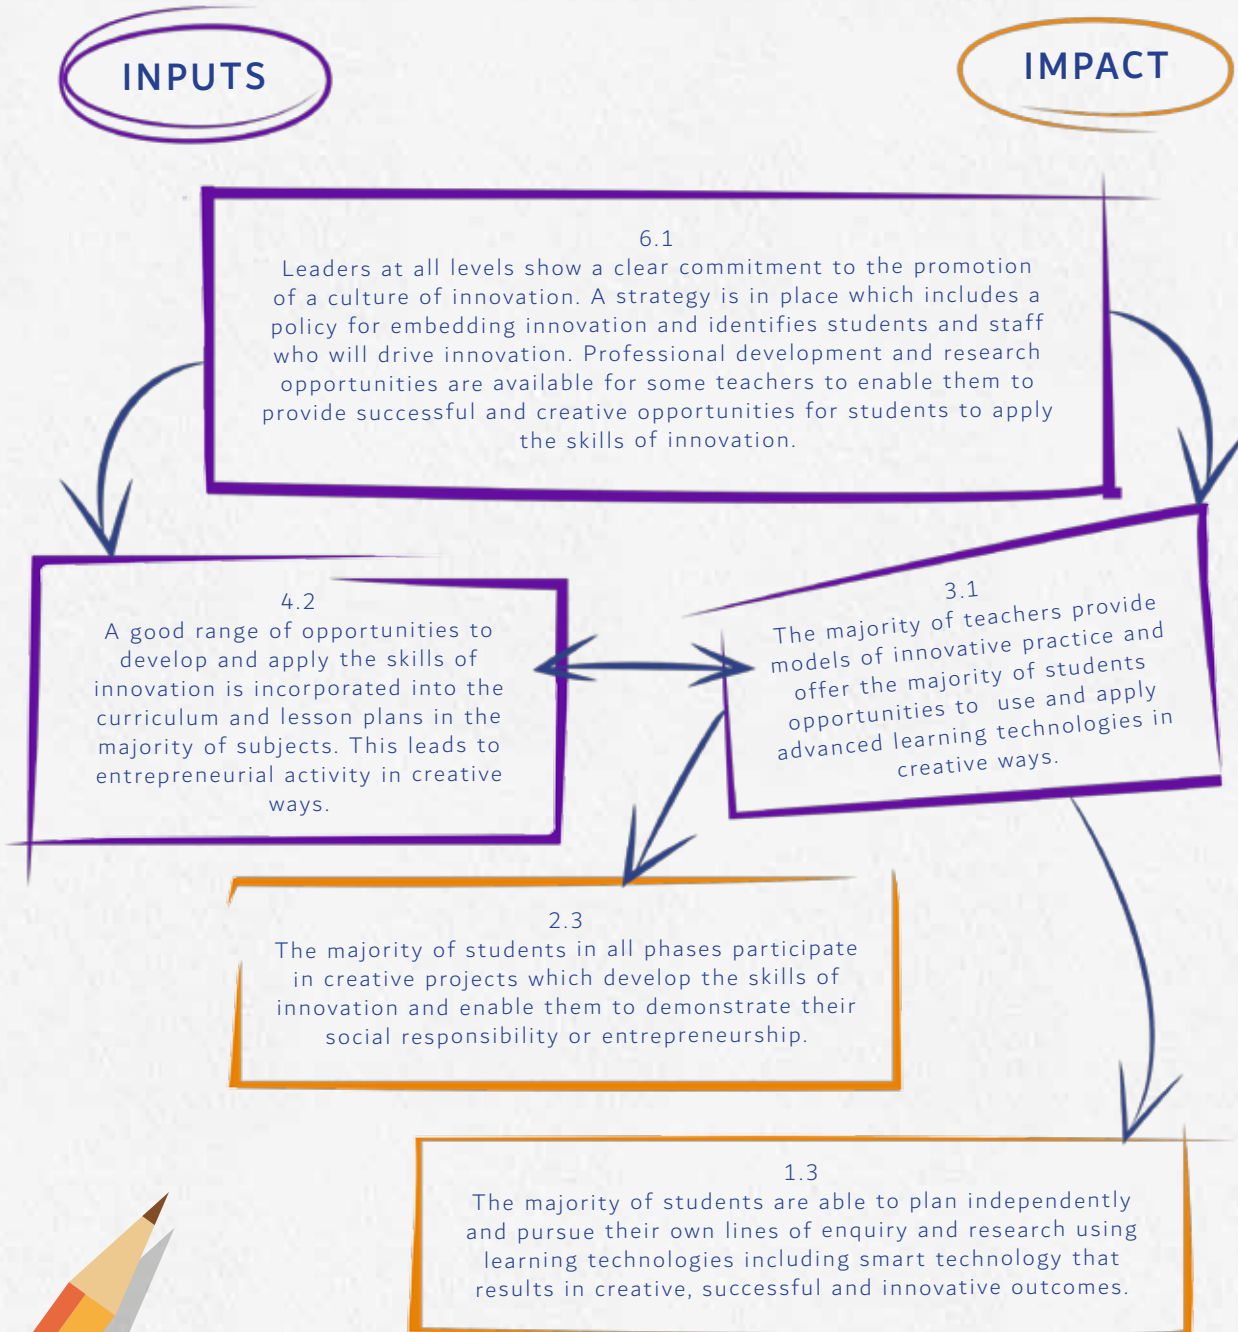 INPUTS
IMPACT
6.1
Leaders at all levels show a clear commitment to the promotion
of a culture of innovation. A strategy is in place which includes a
policy for embedding innovation and identifies students and staff
who will drive innovation. Professional development and research
opportunities are available for some teachers to enable them to
provide successful and creative opportunities for students to apply
the skills of innovation.
4.2
A good range of opportunities to
develop and apply the skills of
innovation is incorporated into the
curriculum and lesson plans in the
majority of subjects. This leads to
entrepreneurial activity in creative
ways.
3.1
The majority of teachers provide
models of innovative practice and
offer the majority of students
opportunities to use and apply
advanced learning technologies in
creative ways.
2.3
The majority of students in all phases participate
in creative projects which develop the skills of
innovation and enable them to demonstrate their
social responsibility or entrepreneurship.
1.3
The majority of students are able to plan independently
and pursue their own lines of enquiry and research using
learning technologies including smart technology that
results in creative, successful and innovative outcomes.